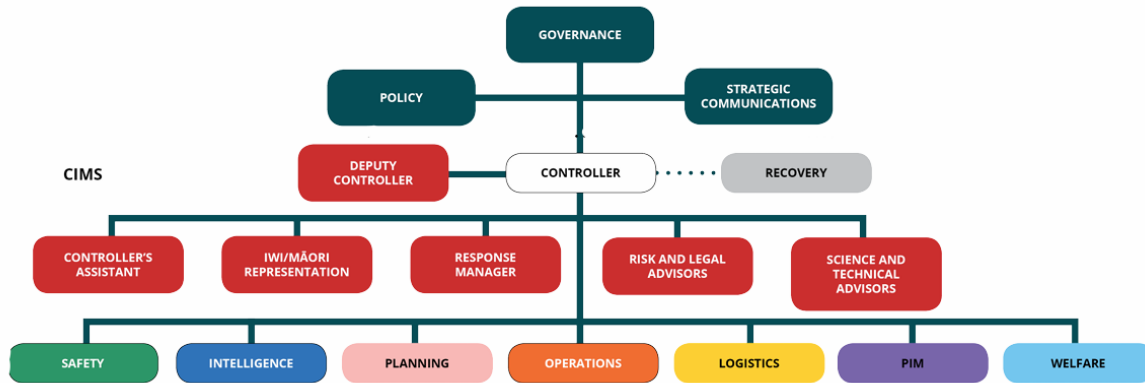 GOVERNANCE
POLICY
STRATEGIC
COMMUNICATIONS
CIMS
DEPUTY
CONTROLLER
CONTROLLER
RECOVERY
CONTROLLER'S
ASSISTANT
IWI/MĀORI
REPRESENTATION
RESPONSE
MANAGER
RISK AND LEGAL
ADVISORS
SCIENCE AND
TECHNICAL
ADVISORS
SAFETY
INTELLIGENCE
PLANNING
OPERATIONS
LOGISTICS
PIM
WELFARE